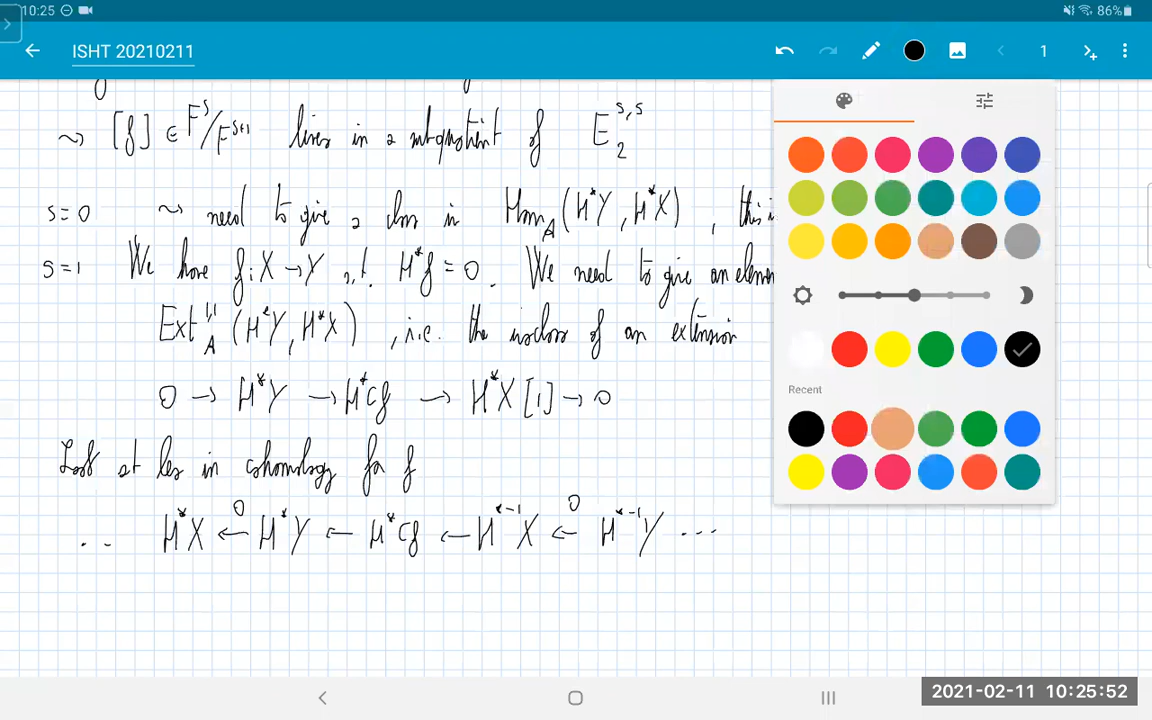 10:25 86%
ISHT 20210211 1
~> [f] ∈ F^s/F^{s+1} lives in a subquotient of E_2^{s,s}
s=0 ~> need to give a class in Hom_A(H*Y, H*X), this i
s=1 We have f: X → Y s.t. H*f = 0. We need to give an elemen
Ext_A^{1,1}(H*Y, H*X), i.e. the isoclass of an extension
0 → H*Y → H*Cf → H*X[1] → 0
Look at les in cohomology for f
.. H*X ←0 H*Y ← H*Cf ← H^{*-1}X ←0 H^{*-1}Y ...
Recent
2021-02-11 10:25:52